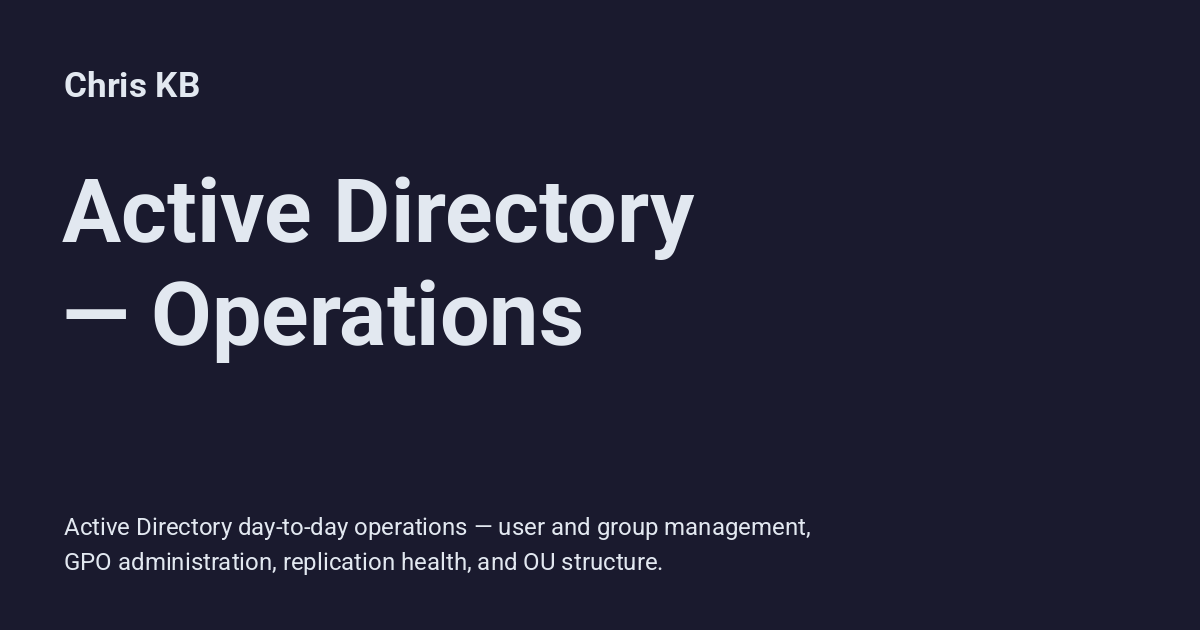 Chris KB
Active Directory
— Operations
Active Directory day-to-day operations — user and group management,
GPO administration, replication health, and OU structure.